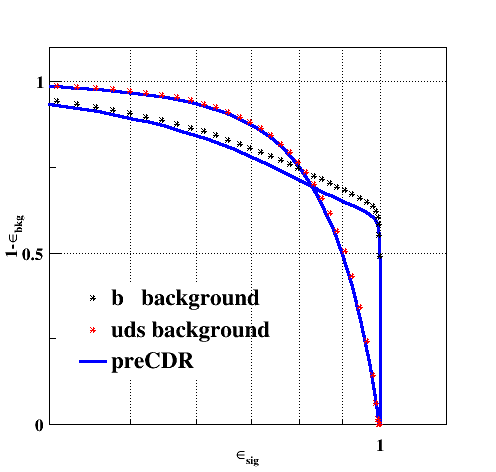 1
1-ϵbkg
0.5
b background
uds background
preCDR
0
1
ϵsig